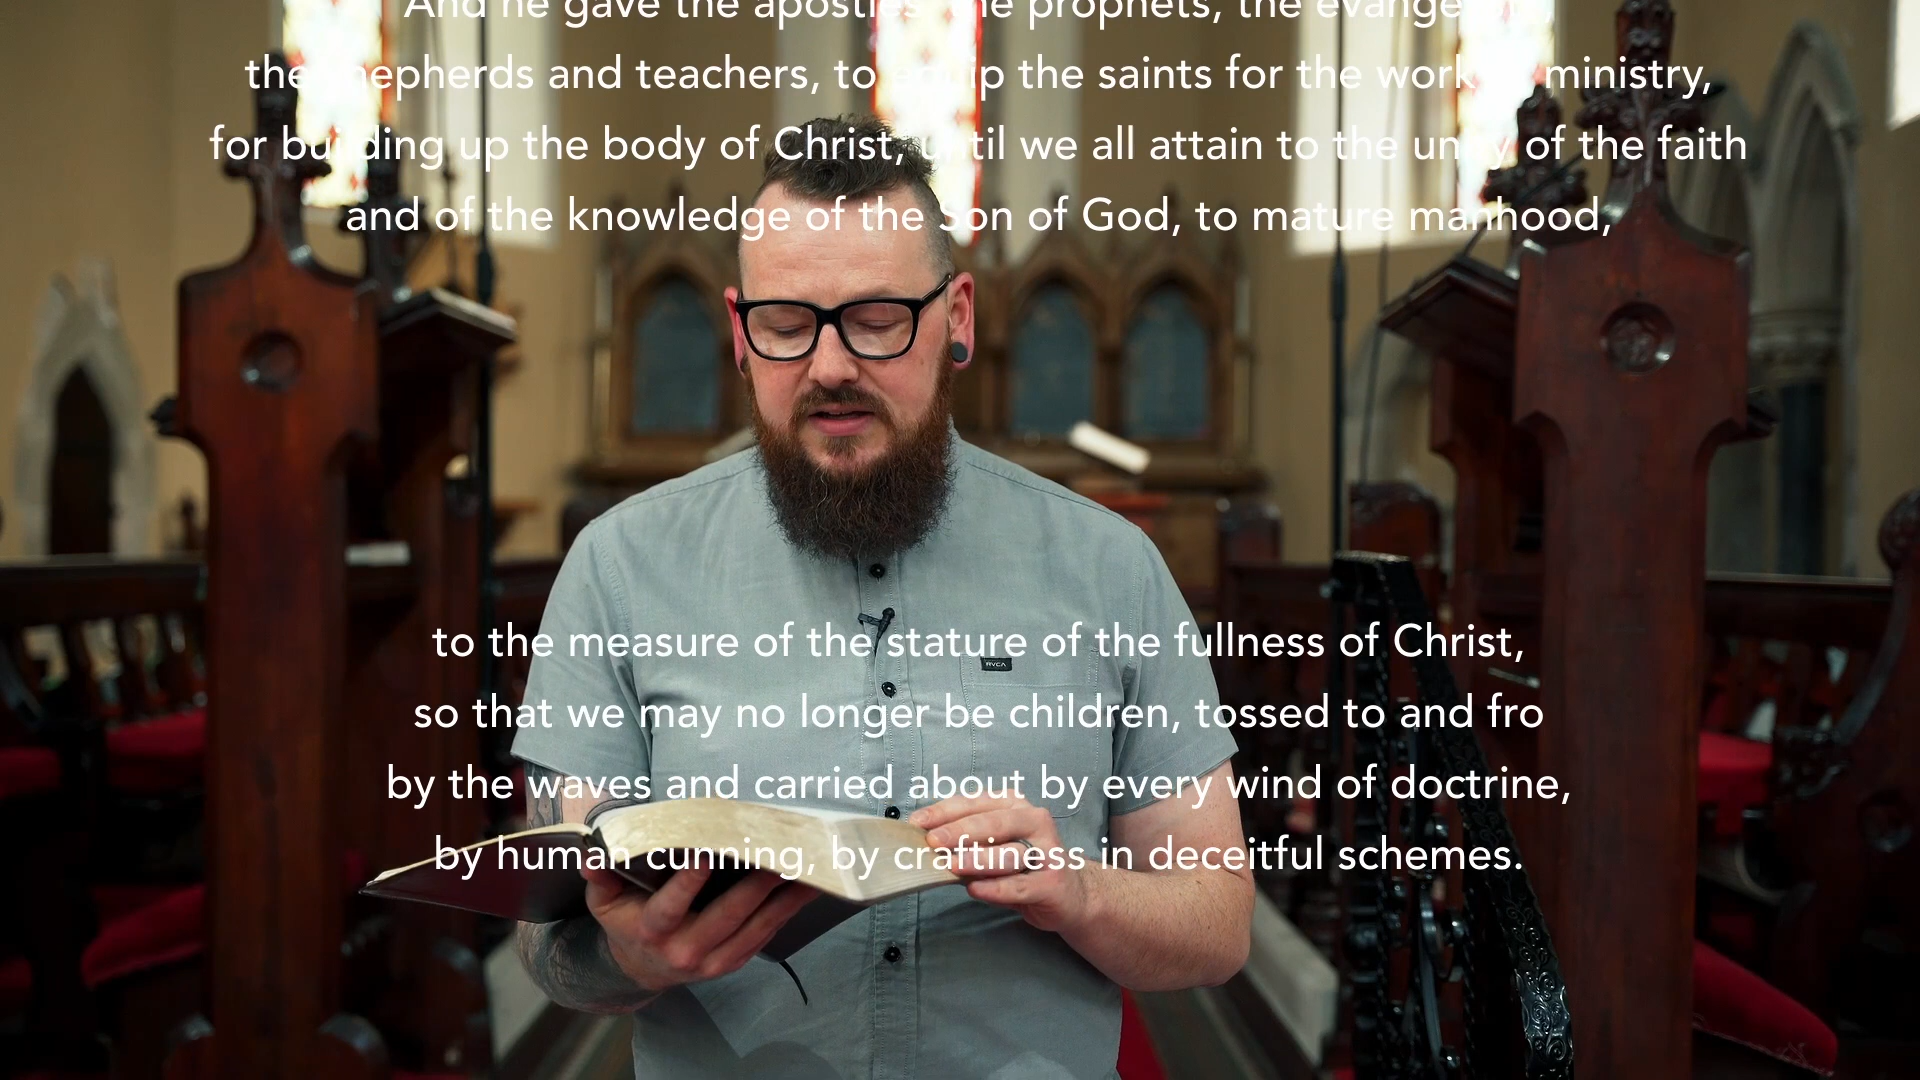 And he gave the apostles, the prophets, the evangelists,
the shepherds and teachers, to equip the saints for the work of ministry,
for building up the body of Christ, until we all attain to the unity of the faith
and of the knowledge of the Son of God, to mature manhood,
to the measure of the stature of the fullness of Christ,
RVCA
so that we may no longer be children, tossed to and fro
by the waves and carried about by every wind of doctrine,
by human cunning, by craftiness in deceitful schemes.